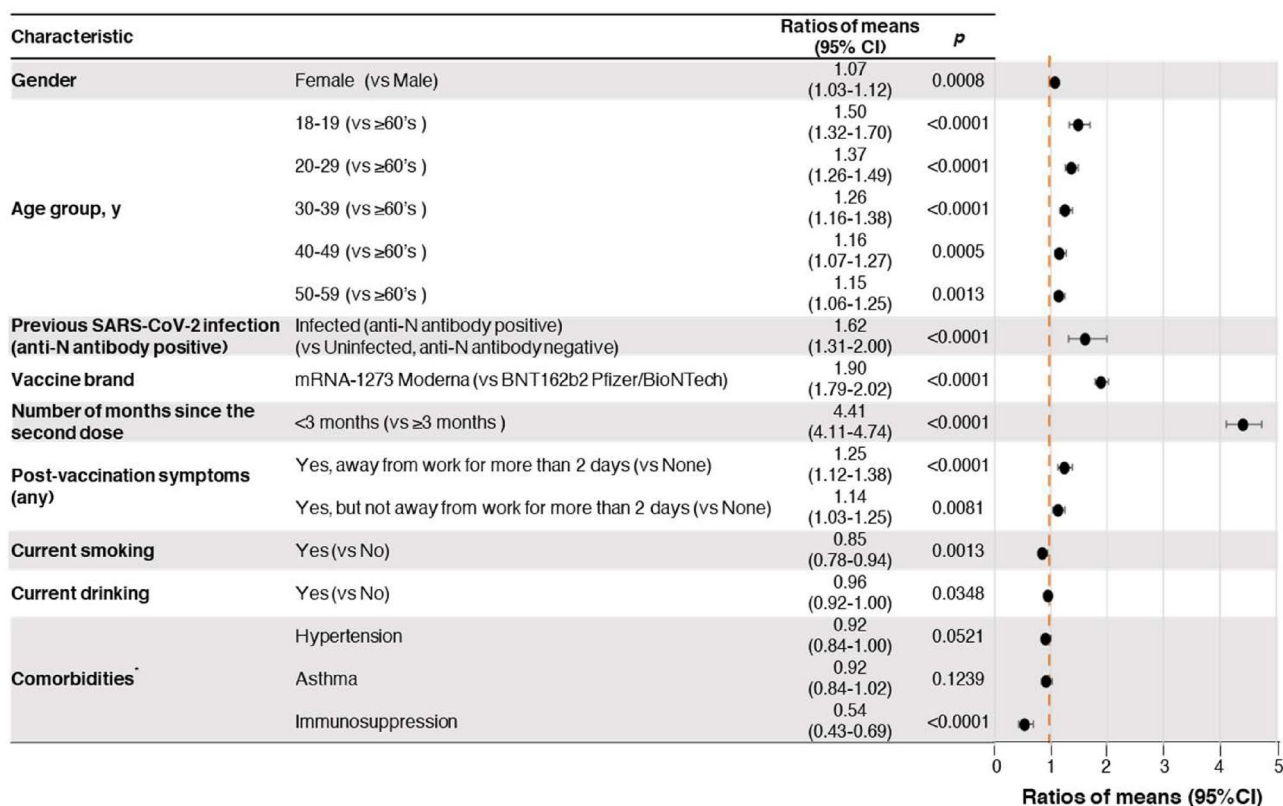 Characteristic Ratios of means p
(95% CI)
Gender Female (vs Male) 1.07 0.0008
(1.03-1.12)
18-19 (vs ≥60's ) 1.50 <0.0001
(1.32-1.70)
20-29 (vs ≥60's ) 1.37 <0.0001
(1.26-1.49)
Age group, y 30-39 (vs ≥60's ) 1.26 <0.0001
(1.16-1.38)
40-49 (vs ≥60's ) 1.16 0.0005
(1.07-1.27)
50-59 (vs ≥60's ) 1.15 0.0013
(1.06-1.25)
Previous SARS-CoV-2 infection Infected (anti-N antibody positive) 1.62 <0.0001
(anti-N antibody positive) (vs Uninfected, anti-N antibody negative) (1.31-2.00)
Vaccine brand mRNA-1273 Moderna (vs BNT162b2 Pfizer/BioNTech) 1.90 <0.0001
(1.79-2.02)
Number of months since the <3 months (vs ≥3 months ) 4.41 <0.0001
second dose (4.11-4.74)
Post-vaccination symptoms Yes, away from work for more than 2 days (vs None) 1.25 <0.0001
(any) (1.12-1.38)
Yes, but not away from work for more than 2 days (vs None) 1.14 0.0081
(1.03-1.25)
Current smoking Yes (vs No) 0.85 0.0013
(0.78-0.94)
Current drinking Yes (vs No) 0.96 0.0348
(0.92-1.00)
Hypertension 0.92 0.0521
(0.84-1.00)
Comorbidities Asthma 0.92 0.1239
(0.84-1.02)
Immunosuppression 0.54 <0.0001
(0.43-0.69)
0 1 2 3 4 5
Ratios of means (95%CI)